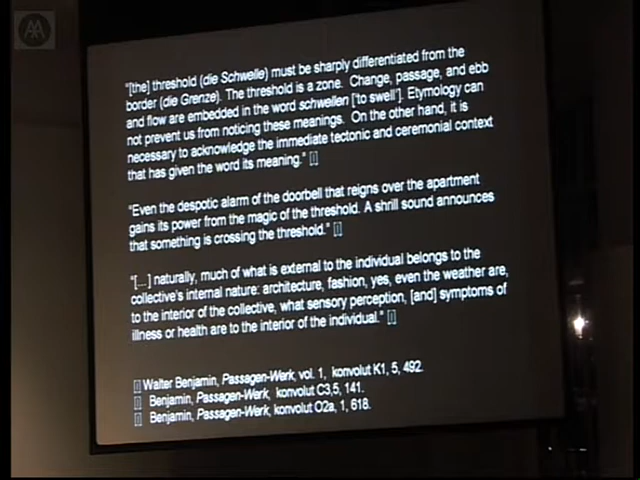 AA
"[the] threshold (die Schwelle) must be sharply differentiated from the
border (die Grenze). The threshold is a zone. Change, passage, and ebb
and flow are embedded in the word schwellen ['to swell']. Etymology can
not prevent us from noticing these meanings. On the other hand, it is
necessary to acknowledge the immediate tectonic and ceremonial context
that has given the word its meaning." [i]
"Even the despotic alarm of the doorbell that reigns over the apartment
gains its power from the magic of the threshold. A shrill sound announces
that something is crossing the threshold." [i]
"[...] naturally, much of what is external to the individual belongs to the
collective's internal nature: architecture, fashion, yes, even the weather are,
to the interior of the collective, what sensory perception, [and] symptoms of
illness or health are to the interior of the individual." [i]
[i] Walter Benjamin, Passagen-Werk, vol. 1, konvolut K1, 5, 492.
[i] Benjamin, Passagen-Werk, konvolut C3,5, 141.
[i] Benjamin, Passagen-Werk, konvolut O2a, 1, 618.